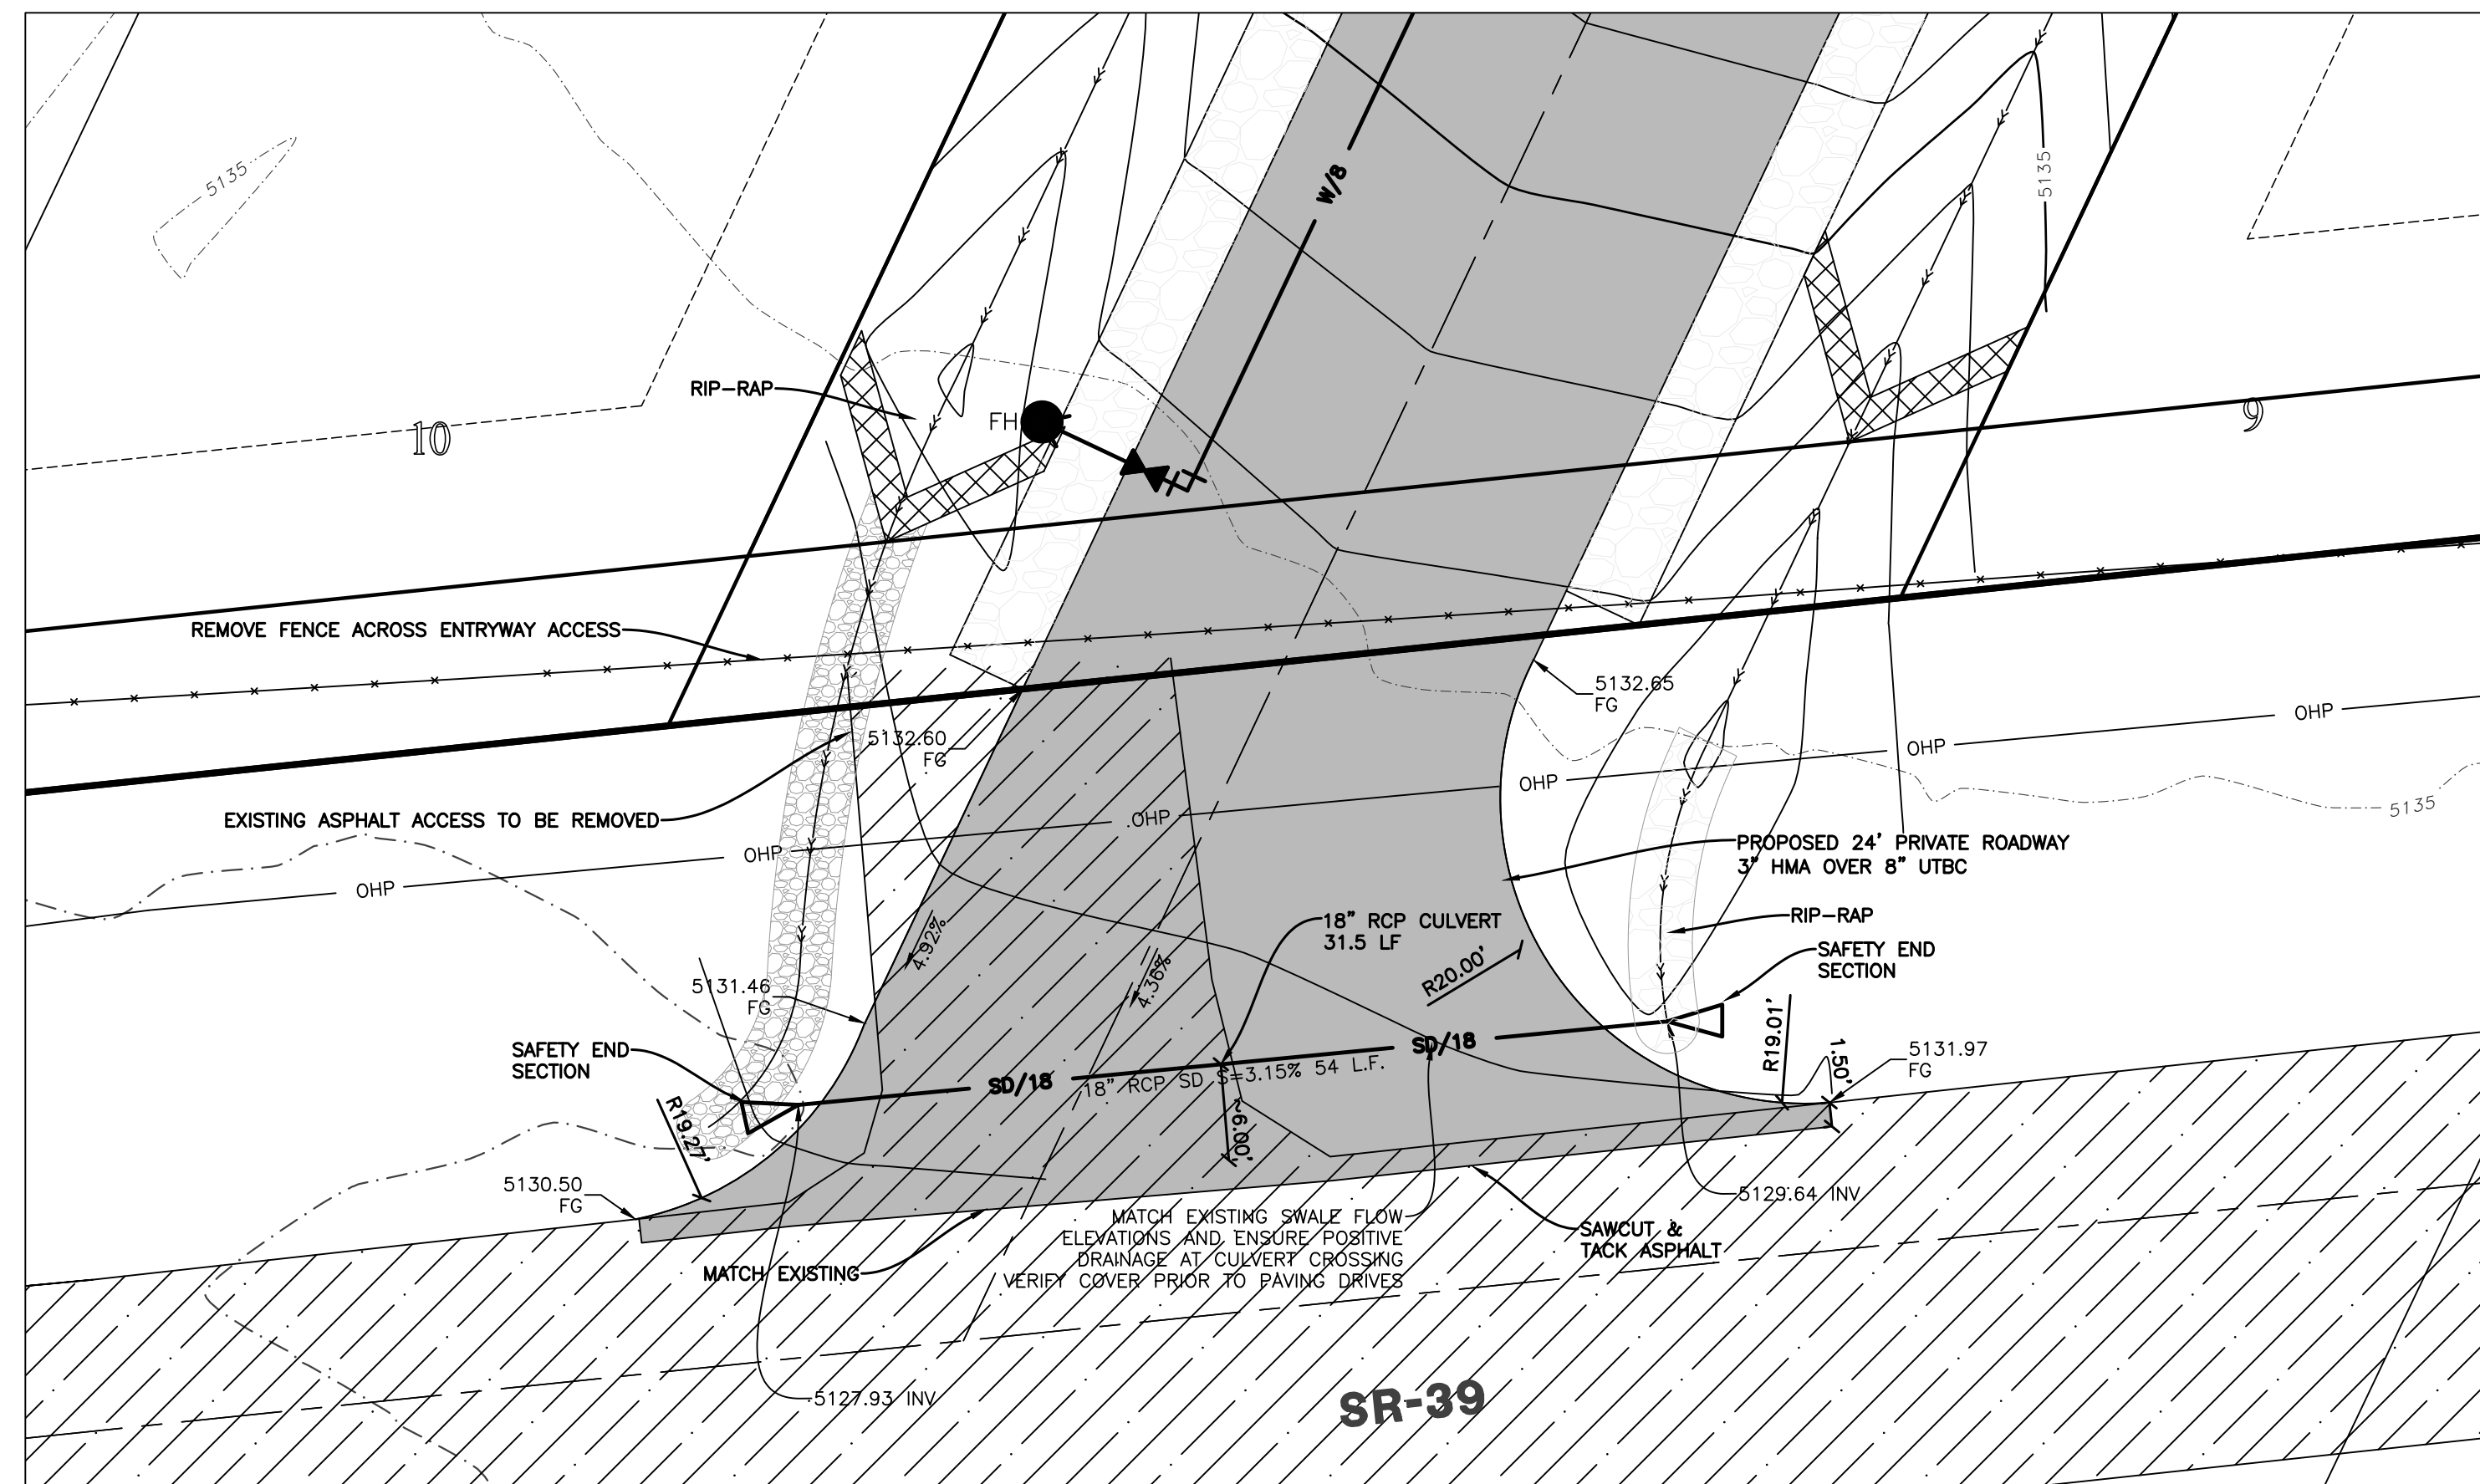 5135
W/8
5135
RIP-RAP
FH
10
9
REMOVE FENCE ACROSS ENTRYWAY ACCESS
5132.65
FG
OHP
OHP
5132.60
FG
OHP
5135
EXISTING ASPHALT ACCESS TO BE REMOVED
OHP
OHP
OHP
PROPOSED 24' PRIVATE ROADWAY
3" HMA OVER 8" UTBC
4.92%
4.36%
18" RCP CULVERT
31.5 LF
RIP-RAP
R20.00'
SAFETY END
SECTION
5131.46
FG
R19.01'
1.50'
5131.97
FG
SAFETY END
SECTION
SD/18
SD/18
18" RCP SD S=3.15% 54 L.F.
R19.27'
~6.00'
5130.50
FG
5129.64 INV
MATCH EXISTING SWALE FLOW
ELEVATIONS AND ENSURE POSITIVE
DRAINAGE AT CULVERT CROSSING
VERIFY COVER PRIOR TO PAVING DRIVES
SAWCUT &
TACK ASPHALT
MATCH EXISTING
5127.93 INV
SR-39